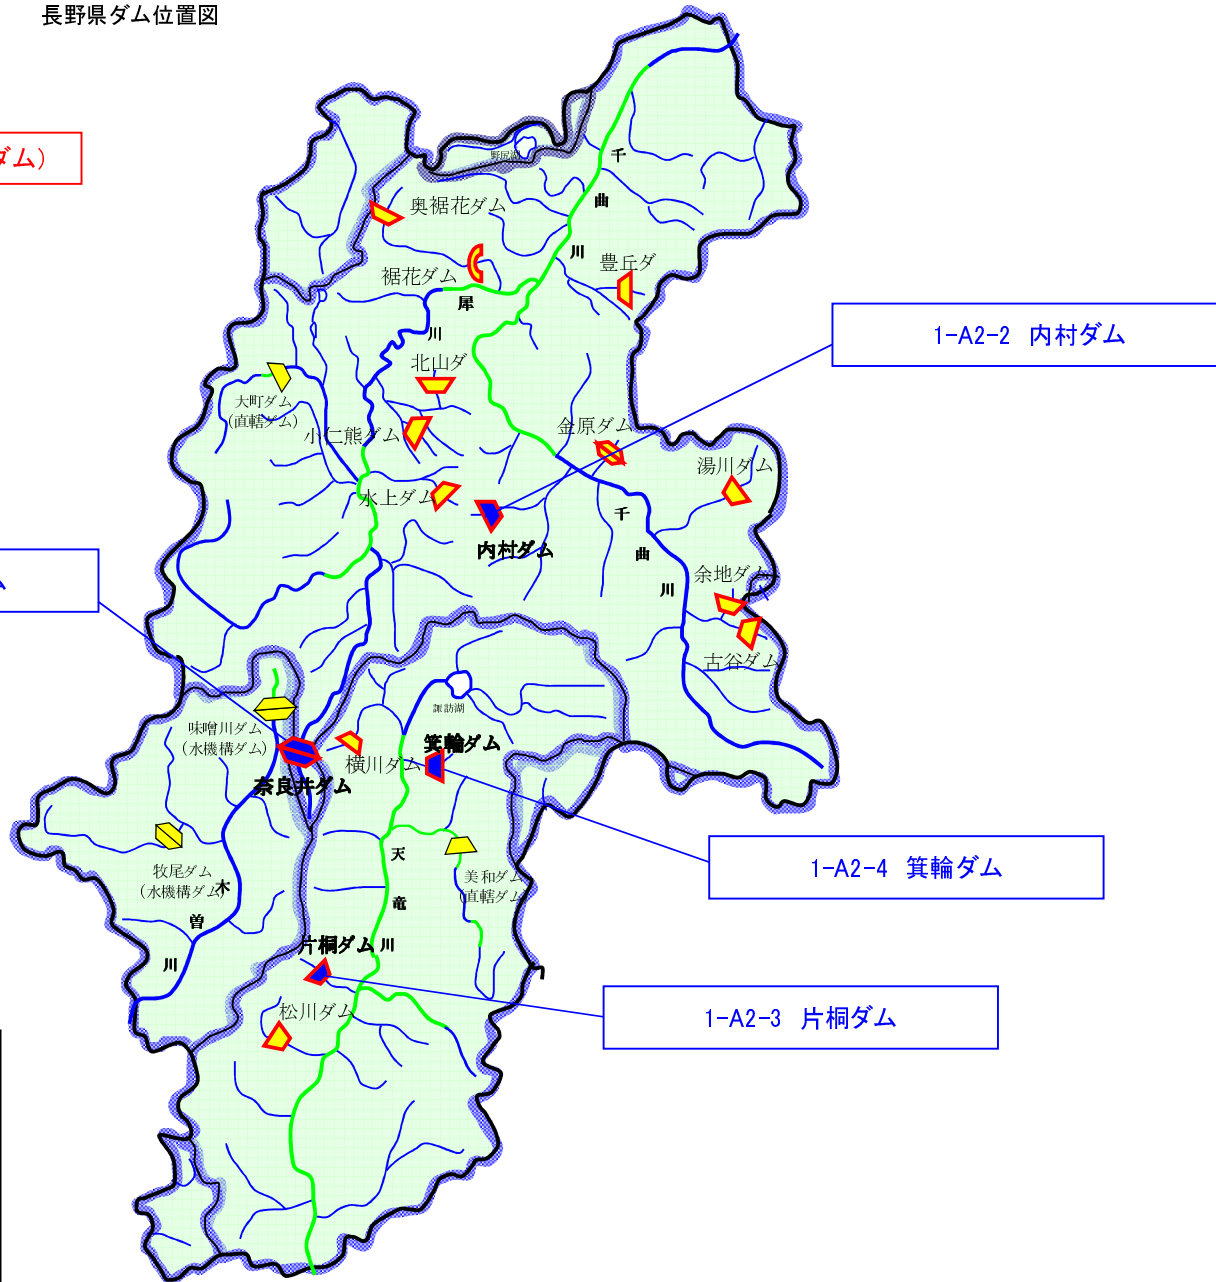 長野県ダム位置図
ダム)
野尻湖
千
曲
川
奥裾花ダム
裾花ダム
豊丘ダ
犀
川
1-A2-2 内村ダム
北山ダ
大町ダム
(直轄ダム)
小仁熊ダム
金原ダム
湯川ダム
水上ダム
内村ダム
千
曲
川
余地ダム
古谷ダム
ム
諏訪湖
味噌川ダム
(水機構ダム)
箕輪ダム
横川ダム
奈良井ダム
1-A2-4 箕輪ダム
天
竜
川
牧尾ダム
(水機構ダム)
美和ダム
(直轄ダム)
木
曽
川
片桐ダム
松川ダム
1-A2-3 片桐ダム